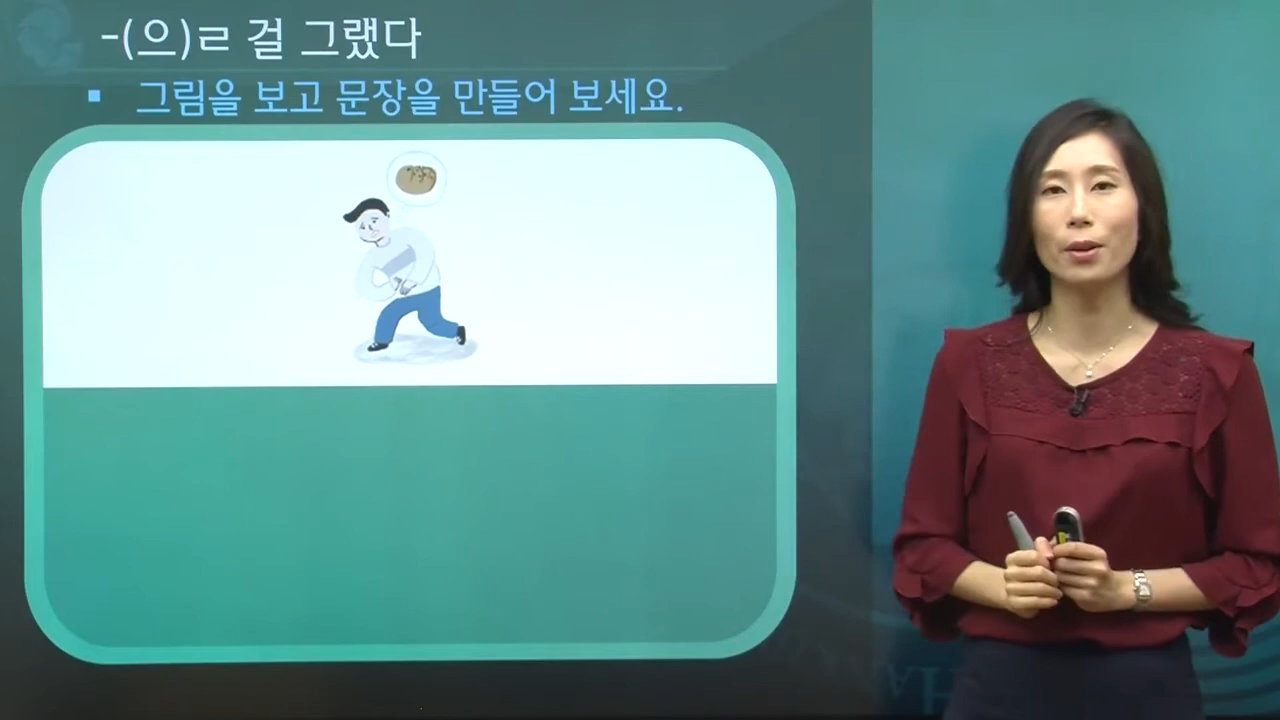 -(으)ㄹ 걸 그랬다
▪ 그림을 보고 문장을 만들어 보세요.